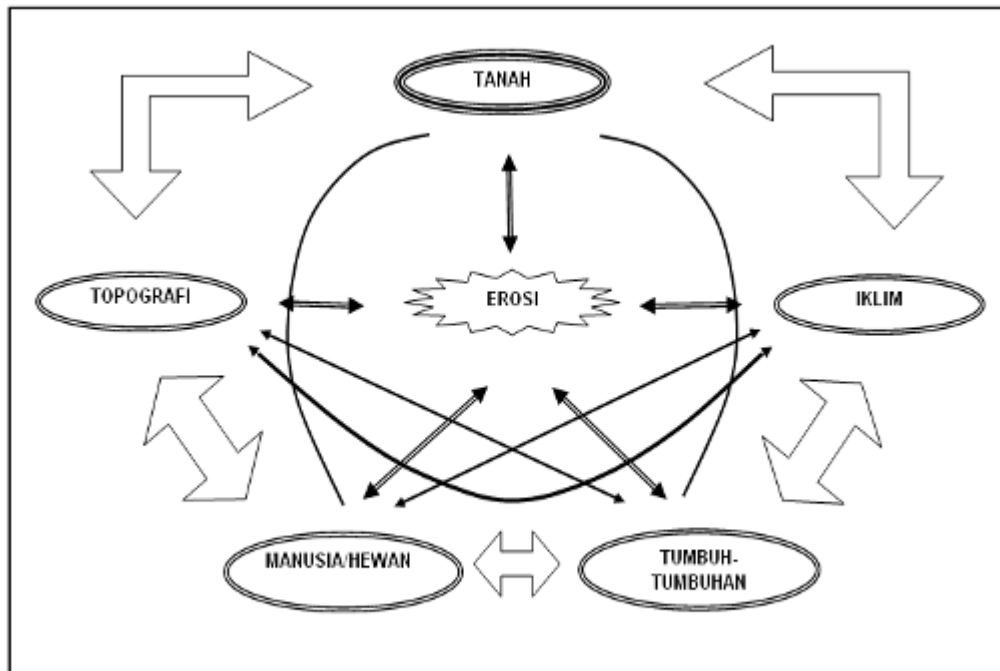 TANAH
TOPOGRAFI
EROSI
IKLIM
MANUSIA/HEWAN
TUMBUH-
TUMBUHAN